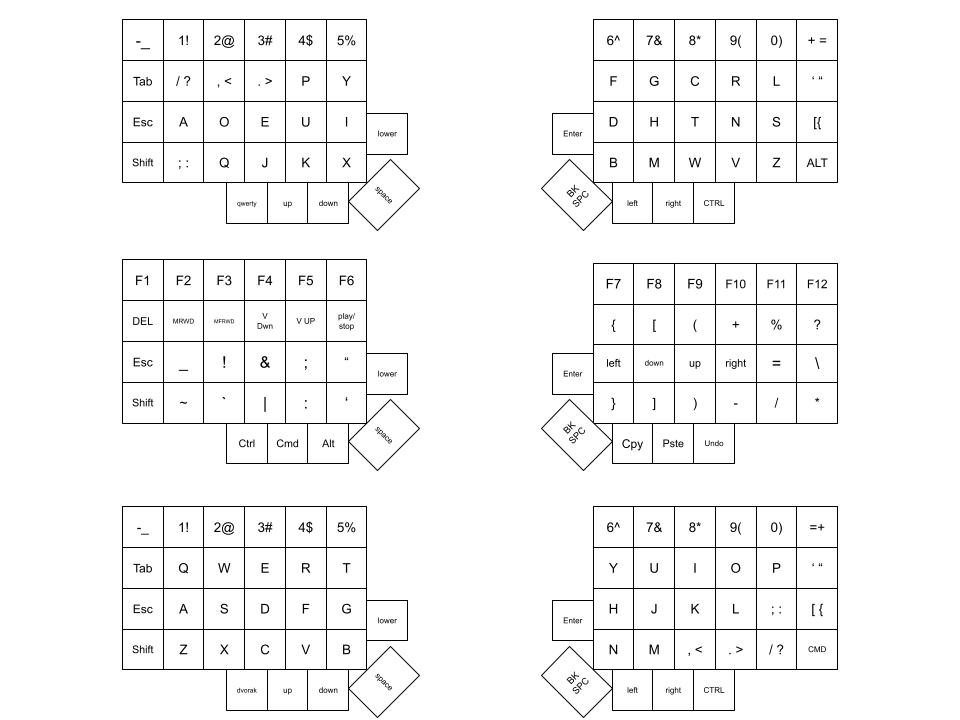 -_ 1! 2@ 3# 4$ 5% 6^ 7& 8* 9( 0) + =
Tab / ? , < . > P Y F G C R L ‘ “
Esc A O E U I lower Enter D H T N S [{
Shift ; : Q J K X B M W V Z ALT
qwerty up down space BK SPC left right CTRL
F1 F2 F3 F4 F5 F6 F7 F8 F9 F10 F11 F12
DEL MRWD MFRWD V Dwn V UP play/ stop { [ ( + % ?
Esc _ ! & ; “ lower Enter left down up right = \
Shift ~ ` | : ‘ } ] ) - / *
Ctrl Cmd Alt space BK SPC Cpy Pste Undo
-_ 1! 2@ 3# 4$ 5% 6^ 7& 8* 9( 0) =+
Tab Q W E R T Y U I O P ‘ “
Esc A S D F G lower Enter H J K L ; : [ {
Shift Z X C V B N M , < . > / ? CMD
dvorak up down space BK SPC left right CTRL